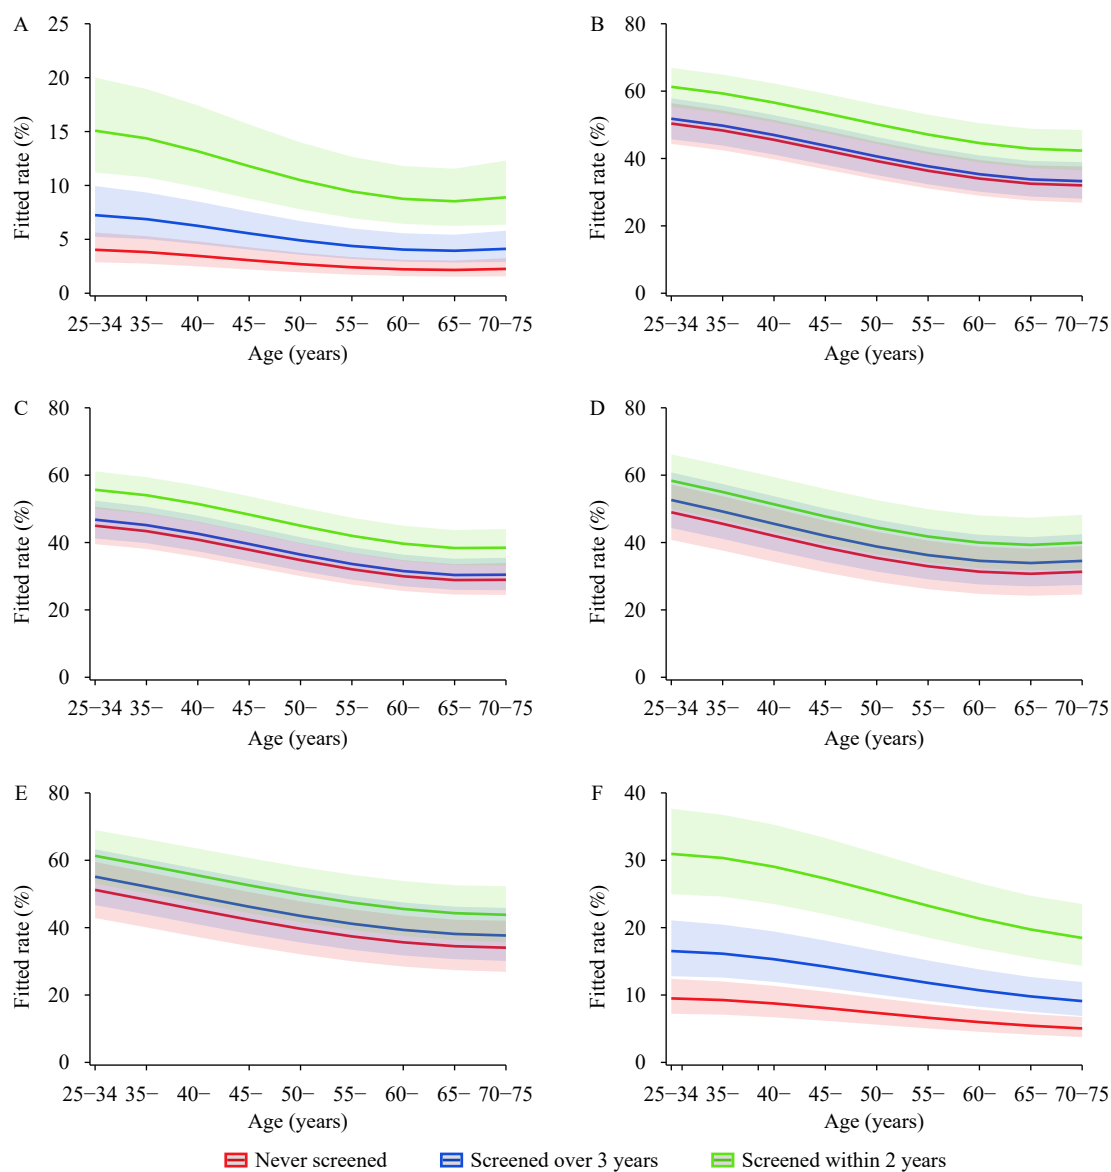 A
25
20
15
10
5
0
Fitted rate (%)
25−34 35− 40− 45− 50− 55− 60− 65− 70−75
Age (years)
B
80
60
40
20
0
Fitted rate (%)
25−34 35− 40− 45− 50− 55− 60− 65− 70−75
Age (years)
C
80
60
40
20
0
Fitted rate (%)
25−34 35− 40− 45− 50− 55− 60− 65− 70−75
Age (years)
D
80
60
40
20
0
Fitted rate (%)
25−34 35− 40− 45− 50− 55− 60− 65− 70−75
Age (years)
E
80
60
40
20
0
Fitted rate (%)
25−34 35− 40− 45− 50− 55− 60− 65− 70−75
Age (years)
F
40
30
20
10
0
Fitted rate (%)
25−34 35− 40− 45− 50− 55− 60− 65− 70−75
Age (years)
Never screened Screened over 3 years Screened within 2 years